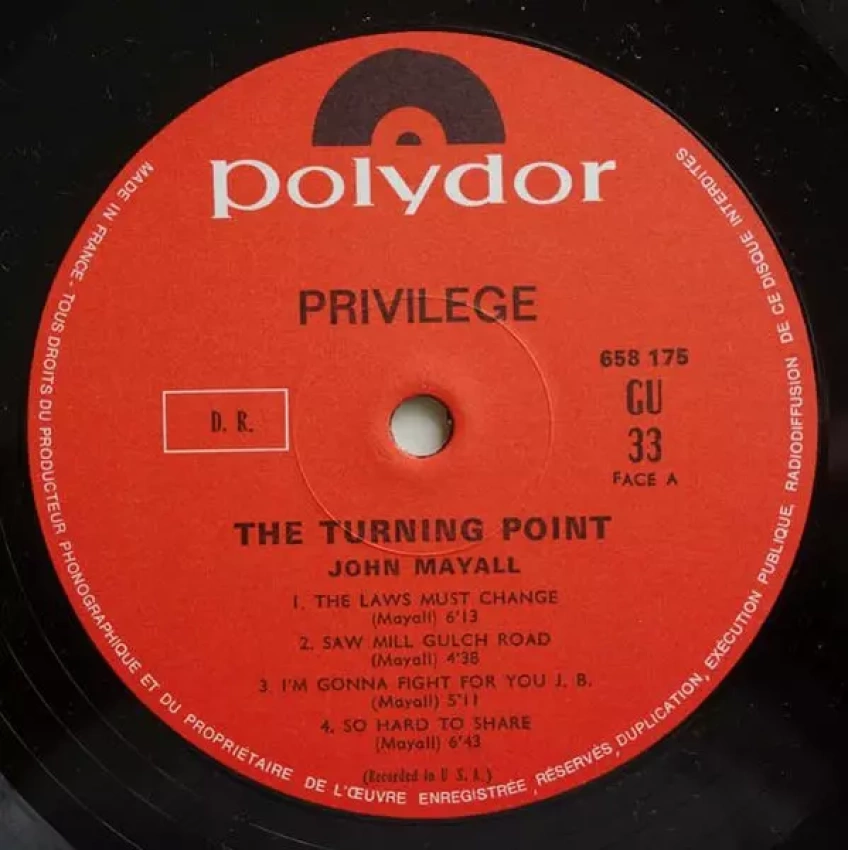 polydor
PRIVILEGE
658 175
GU
33
FACE A
D. R.
THE TURNING POINT
JOHN MAYALL
1. THE LAWS MUST CHANGE
(Mayall) 6'13
2. SAW MILL GULCH ROAD
(Mayall) 4'38
3. I'M GONNA FIGHT FOR YOU J. B.
(Mayall) 5'11
4. SO HARD TO SHARE
(Mayall) 6'43
(Recorded in U S. A.)
MADE IN FRANCE - TOUS DROITS DU PRODUCTEUR PHONOGRAPHIQUE ET DU PROPRIÉTAIRE DE L'ŒUVRE ENREGISTRÉE, RÉSERVÉS, DUPLICATION, EXÉCUTION PUBLIQUE, RADIODIFFUSION DE CE DISQUE INTERDITES